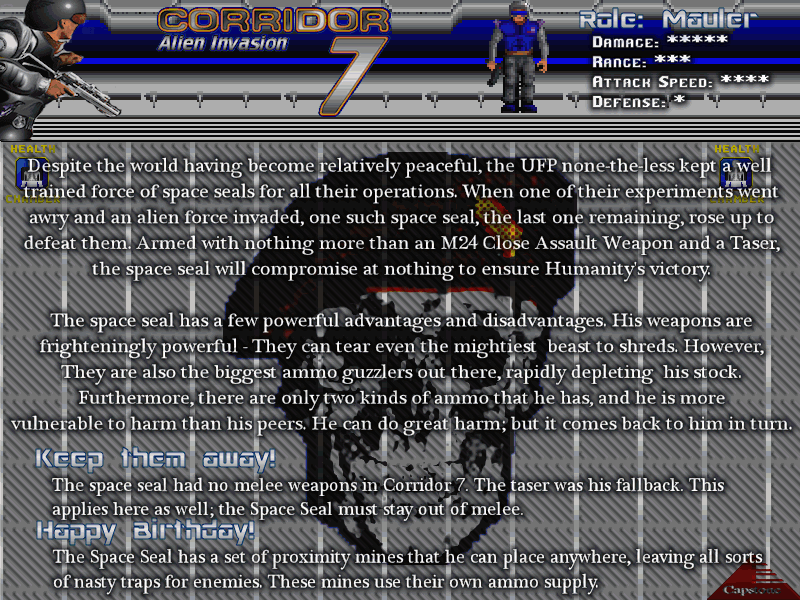 CORRIDOR
7
Alien Invasion
Role: Mauler
Damage: *****
Range: ***
Attack Speed: ****
Defense: *
HEALTH
HEALTH
CHAMBER
CHAMBER
Despite the world having become relatively peaceful, the UFP none-the-less kept a well
trained force of space seals for all their operations. When one of their experiments went
awry and an alien force invaded, one such space seal, the last one remaining, rose up to
defeat them. Armed with nothing more than an M24 Close Assault Weapon and a Taser,
the space seal will compromise at nothing to ensure Humanity's victory.
The space seal has a few powerful advantages and disadvantages. His weapons are
frighteningly powerful - They can tear even the mightiest beast to shreds. However,
They are also the biggest ammo guzzlers out there, rapidly depleting his stock.
Furthermore, there are only two kinds of ammo that he has, and he is more
vulnerable to harm than his peers. He can do great harm; but it comes back to him in turn.
Keep them away!
The space seal had no melee weapons in Corridor 7. The taser was his fallback. This
applies here as well; the Space Seal must stay out of melee.
Happy Birthday!
The Space Seal has a set of proximity mines that he can place anywhere, leaving all sorts
of nasty traps for enemies. These mines use their own ammo supply.
Capstone